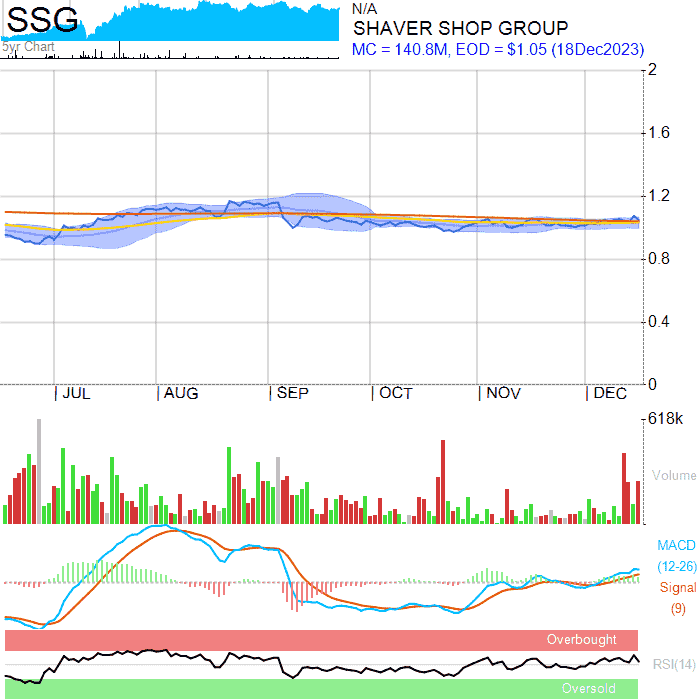 SSG
5yr Chart
N/A
SHAVER SHOP GROUP
MC = 140.8M, EOD = $1.05 (18Dec2023)
2
1.6
1.2
0.8
0.4
0
JUL AUG SEP OCT NOV DEC
618k
Volume
MACD
(12-26)
Signal
(9)
Overbought
RSI(14)
Oversold